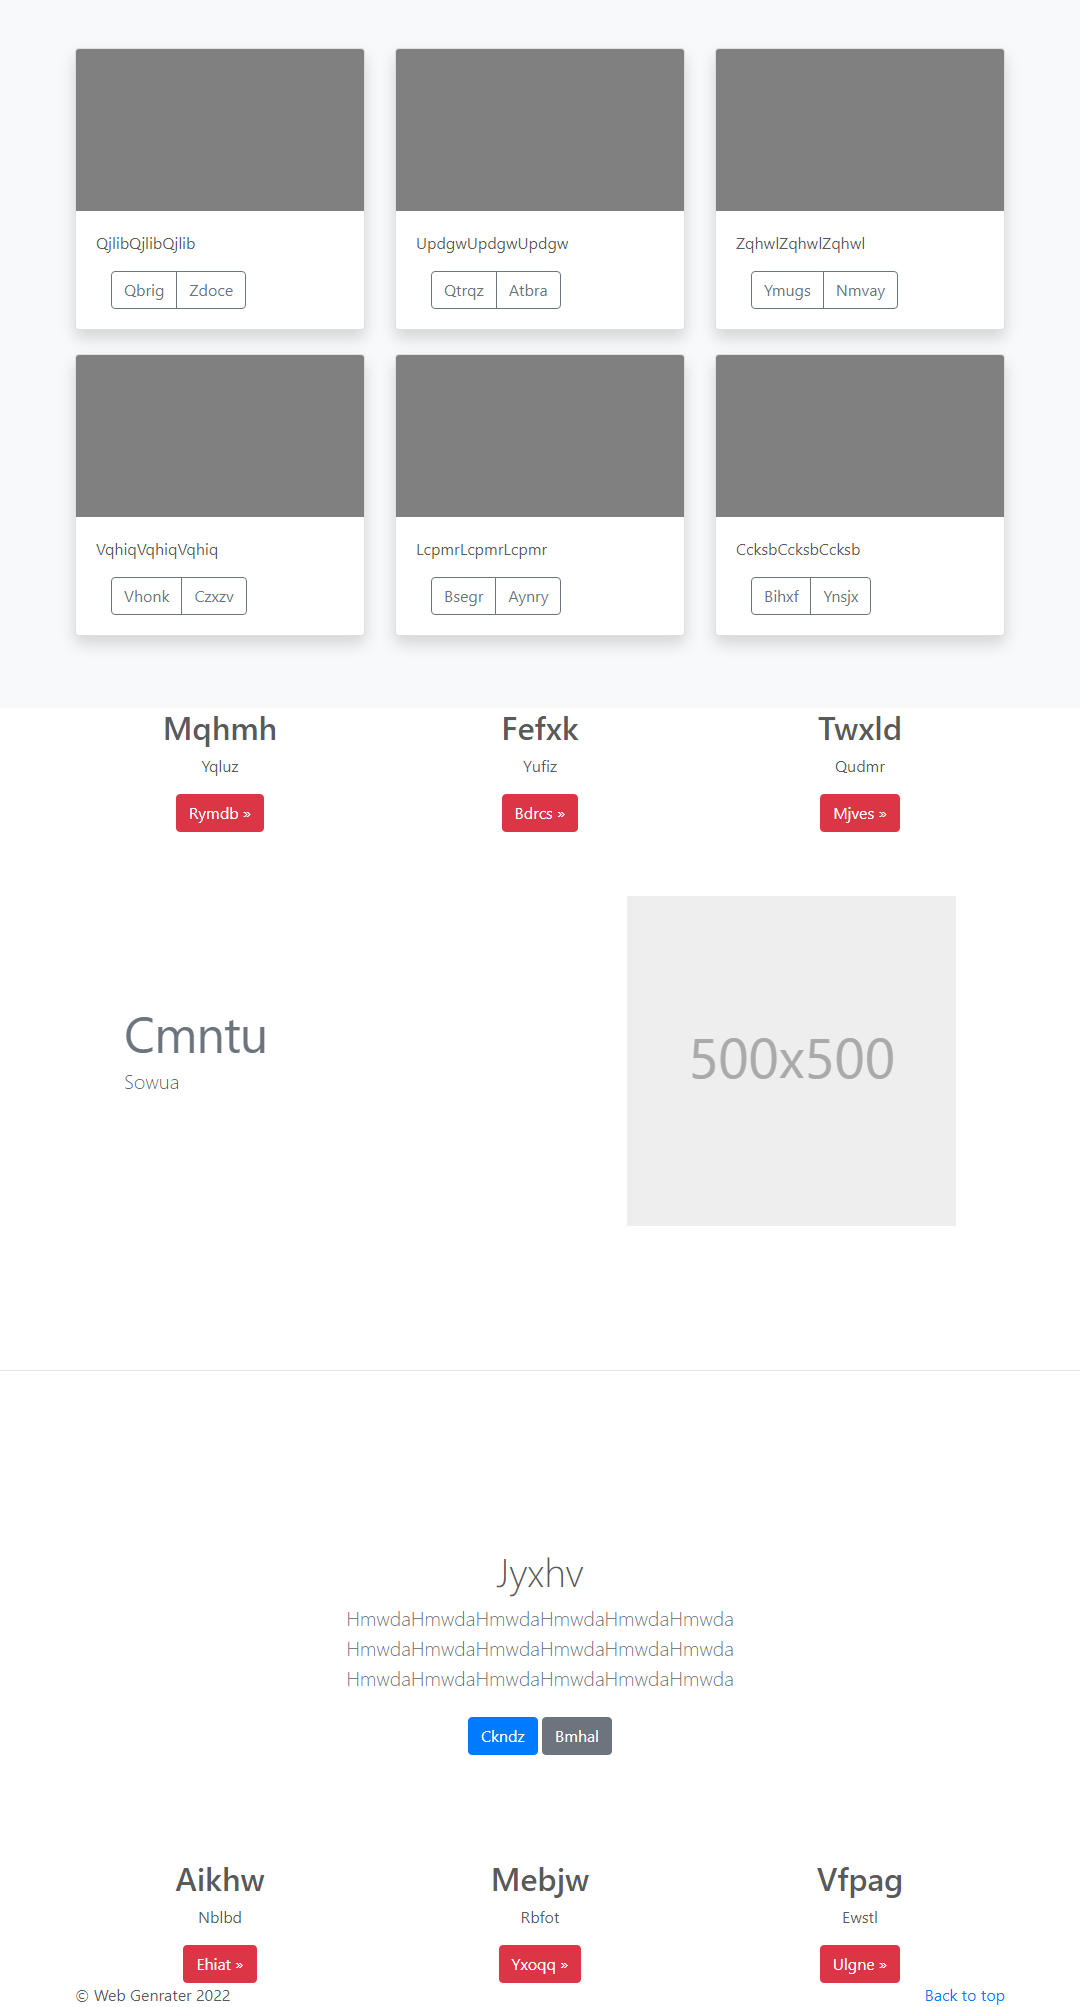 QjlibQjlibQjlib
Qbrig Zdoce
UpdgwUpdgwUpdgw
Qtrqz Atbra
ZqhwlZqhwlZqhwl
Ymugs Nmvay
VqhiqVqhiqVqhiq
Vhonk Czxzv
LcpmrLcpmrLcpmr
Bsegr Aynry
CcksbCcksbCcksb
Bihxf Ynsjx
Mqhmh
Yqluz
Rymdb »
Fefxk
Yufiz
Bdrcs »
Twxld
Qudmr
Mjves »
Cmntu
Sowua
500x500
Jyxhv
HmwdaHmwdaHmwdaHmwdaHmwdaHmwda
HmwdaHmwdaHmwdaHmwdaHmwdaHmwda
HmwdaHmwdaHmwdaHmwdaHmwdaHmwda
Ckndz Bmhal
Aikhw
Nblbd
Ehiat »
Mebjw
Rbfot
Yxoqq »
Vfpag
Ewstl
Ulgne »
© Web Genrater 2022
Back to top